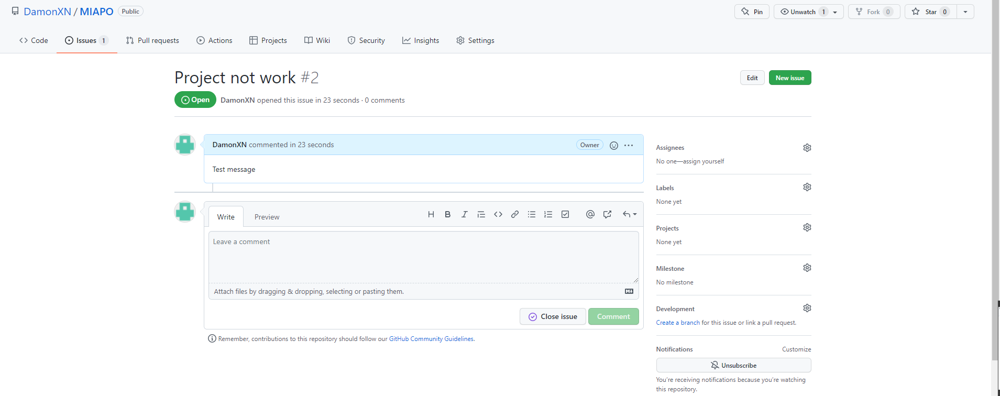 DamonXN / MIAPO Public
Pin Unwatch 1 Fork 0 Star 0
Code Issues 1 Pull requests Actions Projects Wiki Security Insights Settings
Project not work #2
Edit New issue
Open DamonXN opened this issue in 23 seconds · 0 comments
DamonXN commented in 23 seconds Owner
Test message
Write Preview
Leave a comment
Attach files by dragging & dropping, selecting or pasting them.
Close issue Comment
Remember, contributions to this repository should follow our GitHub Community Guidelines.
Assignees
No one—assign yourself
Labels
None yet
Projects
None yet
Milestone
No milestone
Development
Create a branch for this issue or link a pull request.
Notifications Customize
Unsubscribe
You're receiving notifications because you're watching
this repository.